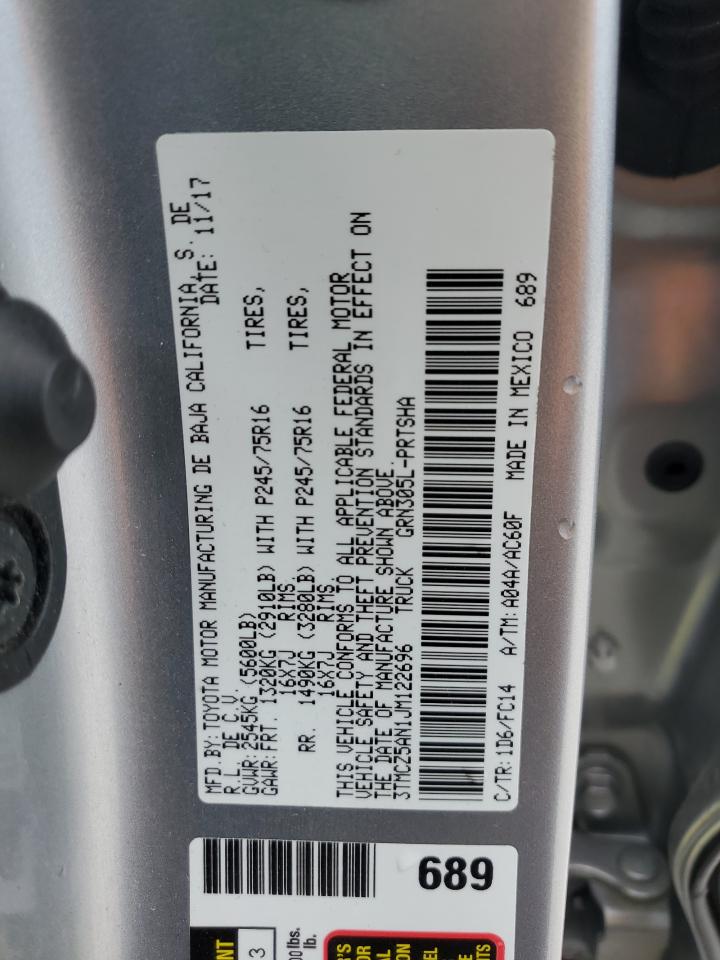 MFD.BY:TOYOTA MOTOR MANUFACTURING DE BAJA CALIFORNIA, S. DE
R.L. DE C.V. DATE: 11/17
GVWR:2545KG (5600LB)
GAWR:FRT. 1320KG (2910LB) WITH P245/75R16 TIRES,
16X7J RIMS.
RR. 1490KG (3280LB) WITH P245/75R16 TIRES,
16X7J RIMS.
THIS VEHICLE CONFORMS TO ALL APPLICABLE FEDERAL MOTOR
VEHICLE SAFETY AND THEFT PREVENTION STANDARDS IN EFFECT ON
THE DATE OF MANUFACTURE SHOWN ABOVE.
3TMCZ5AN1JM122696 TRUCK GRN305L-PRTSHA
C/TR:1D6/FC14 A/TM:A04A/AC60F MADE IN MEXICO 689
689
3
lbs.
lb.